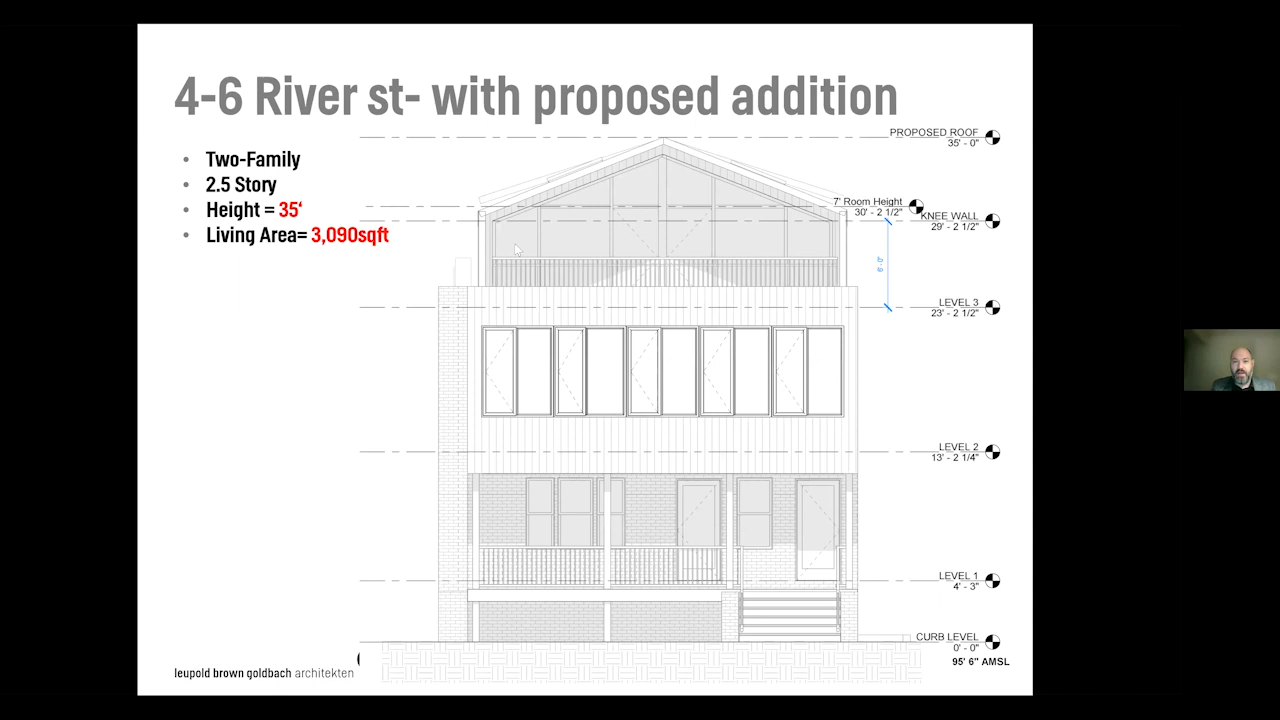 4-6 River st- with proposed addition
• Two-Family
• 2.5 Story
• Height = 35‘
• Living Area= 3,090sqft
PROPOSED ROOF
35' - 0"
7' Room Height
30' - 2 1/2"
KNEE WALL
29' - 2 1/2"
6' - 0"
LEVEL 3
23' - 2 1/2"
LEVEL 2
13' - 2 1/4"
LEVEL 1
4' - 3"
CURB LEVEL
0' - 0"
95' 6" AMSL
leupold brown goldbach architekten